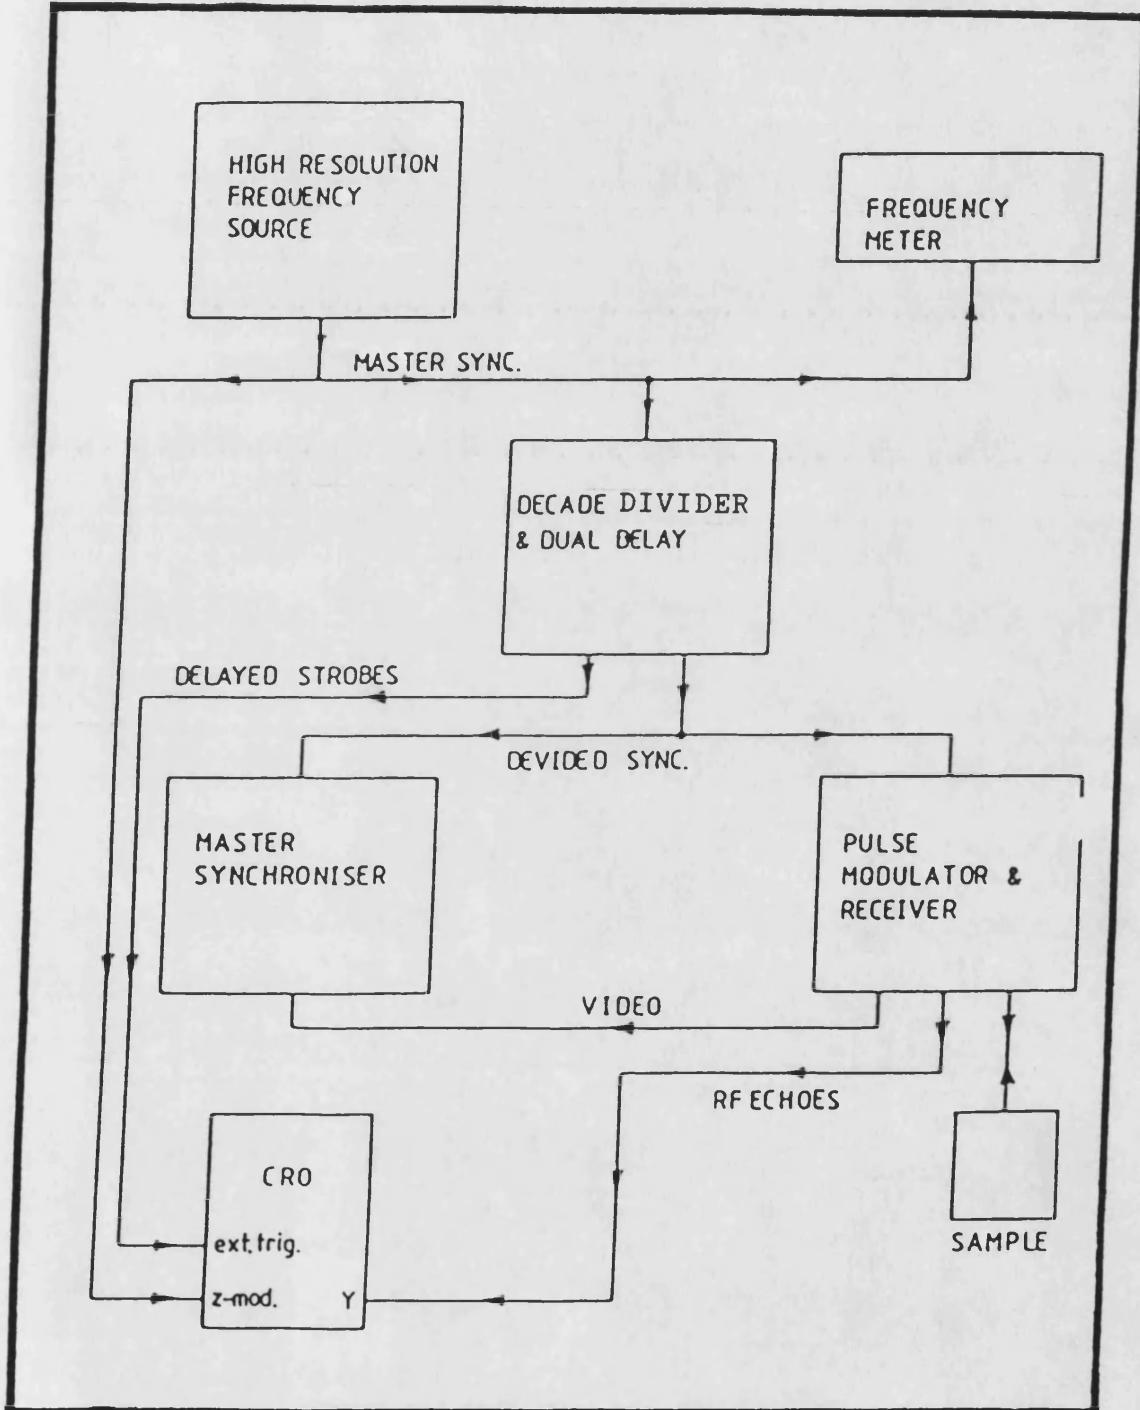 HIGH RESOLUTION
FREQUENCY
SOURCE
FREQUENCY
METER
MASTER SYNC.
DECADE DIVIDER
& DUAL DELAY
DELAYED STROBES
DEVIDED SYNC.
MASTER
SYNCHRONISER
PULSE
MODULATOR &
RECEIVER
VIDEO
RF ECHOES
CRO
ext.trig.
z-mod.
Y
SAMPLE